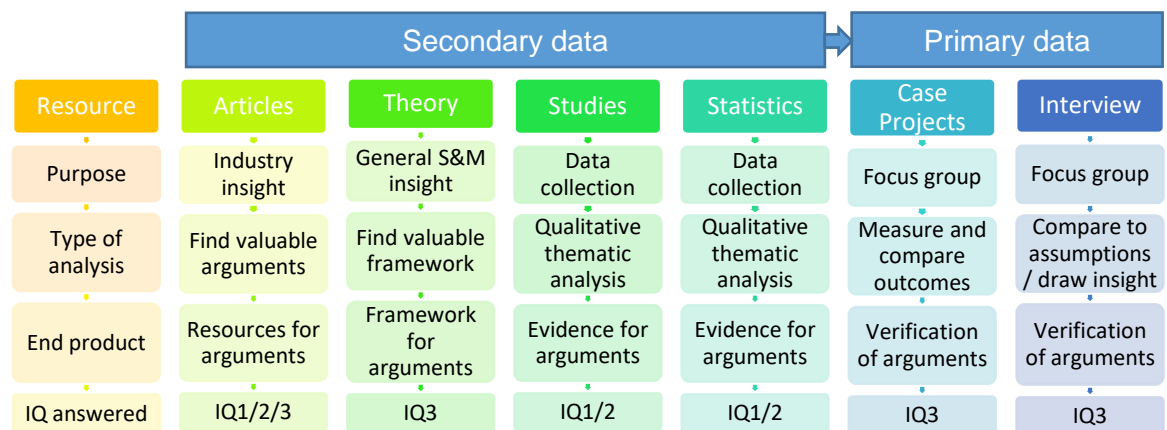 Secondary data
Primary data
Resource
Articles
Theory
Studies
Statistics
Case
Projects
Interview
Purpose
Industry
insight
General S&M
insight
Data
collection
Data
collection
Focus group
Focus group
Type of
analysis
Find valuable
arguments
Find valuable
framework
Qualitative
thematic
analysis
Qualitative
thematic
analysis
Measure and
compare
outcomes
Compare to
assumptions
/ draw insight
End product
Resources for
arguments
Framework
for
arguments
Evidence for
arguments
Evidence for
arguments
Verification
of arguments
Verification
of arguments
IQ answered
IQ1/2/3
IQ3
IQ1/2
IQ1/2
IQ3
IQ3